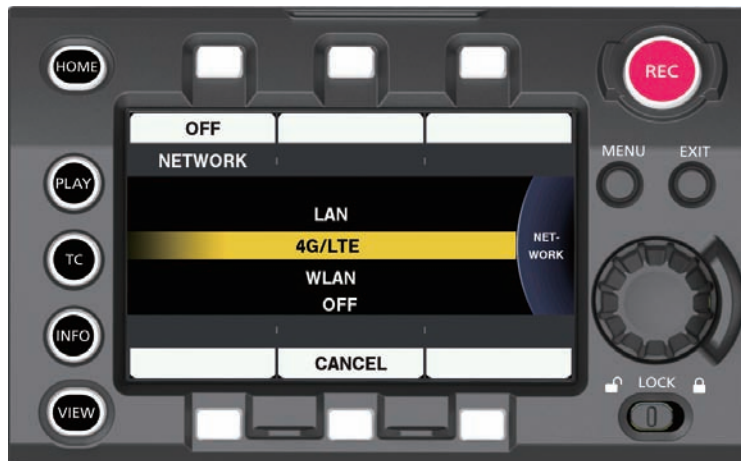 HOME
OFF
REC
NETWORK
MENU EXIT
PLAY
LAN
4G/LTE
NET-
WORK
TC
WLAN
OFF
INFO
CANCEL
LOCK
VIEW